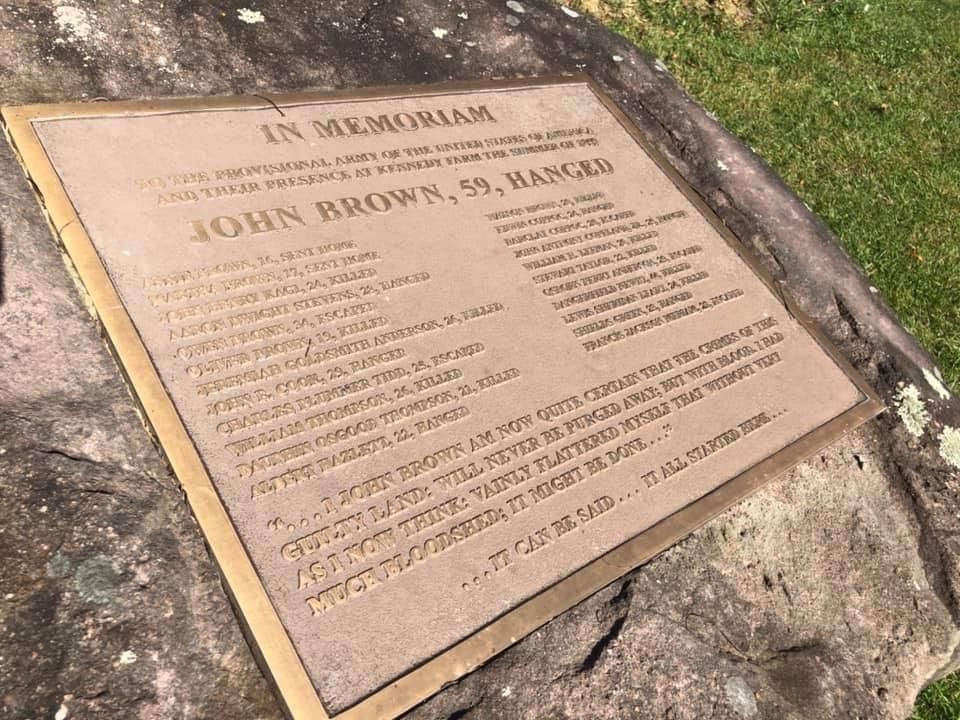 IN MEMORIAM
TO THE PROVISIONAL ARMY OF THE UNITED STATES OF AMERICA
AND THEIR PRESENCE AT KENNEDY FARM THE SUMMER OF 1859
JOHN BROWN, 59, HANGED
BROWN, 16, SENT HOME
MARTHA BROWN, 17, SENT HOME
JOHN HENRY KAGI, 24, KILLED
AARON DWIGHT STEVENS, 28, HANGED
OWEN BROWN, 34, ESCAPED
OLIVER BROWN, 19, KILLED
JEREMIAH GOLDSMITH ANDERSON, 26, KILLED
JOHN E. COOK, 29, HANGED
CHARLES PLUMMER TIDD, 25, ESCAPED
WILLIAM THOMPSON, 26, KILLED
DAUPHIN OSGOOD THOMPSON, 21, KILLED
ALBERT HAZLETT, 22, HANGED
WATSON BROWN, 24, KILLED
EDWIN COPPOC, 24, HANGED
BARCLAY COPPOC, 20, ESCAPED
JOHN ANTHONY COPELAND, JR., 25, HANGED
WILLIAM H. LEEMAN, 20, KILLED
STEWART TAYLOR, 22, KILLED
OSBORN PERRY ANDERSON, 29, ESCAPED
DANGERFIELD NEWBY, 44, KILLED
LEWIS SHERIDAN LEARY, 24, KILLED
SHIELDS GREEN, 23, HANGED
FRANCIS JACKSON MERIAM, 22, ESCAPED
"... I JOHN BROWN AM NOW QUITE CERTAIN THAT THE CRIMES OF THIS
GUILTY LAND: WILL NEVER BE PURGED AWAY; BUT WITH BLOOD. I HAD
AS I NOW THINK: VAINLY FLATTERED MYSELF THAT WITHOUT VERY
MUCH BLOODSHED; IT MIGHT BE DONE..."
...IT CAN BE SAID... IT ALL STARTED HERE....